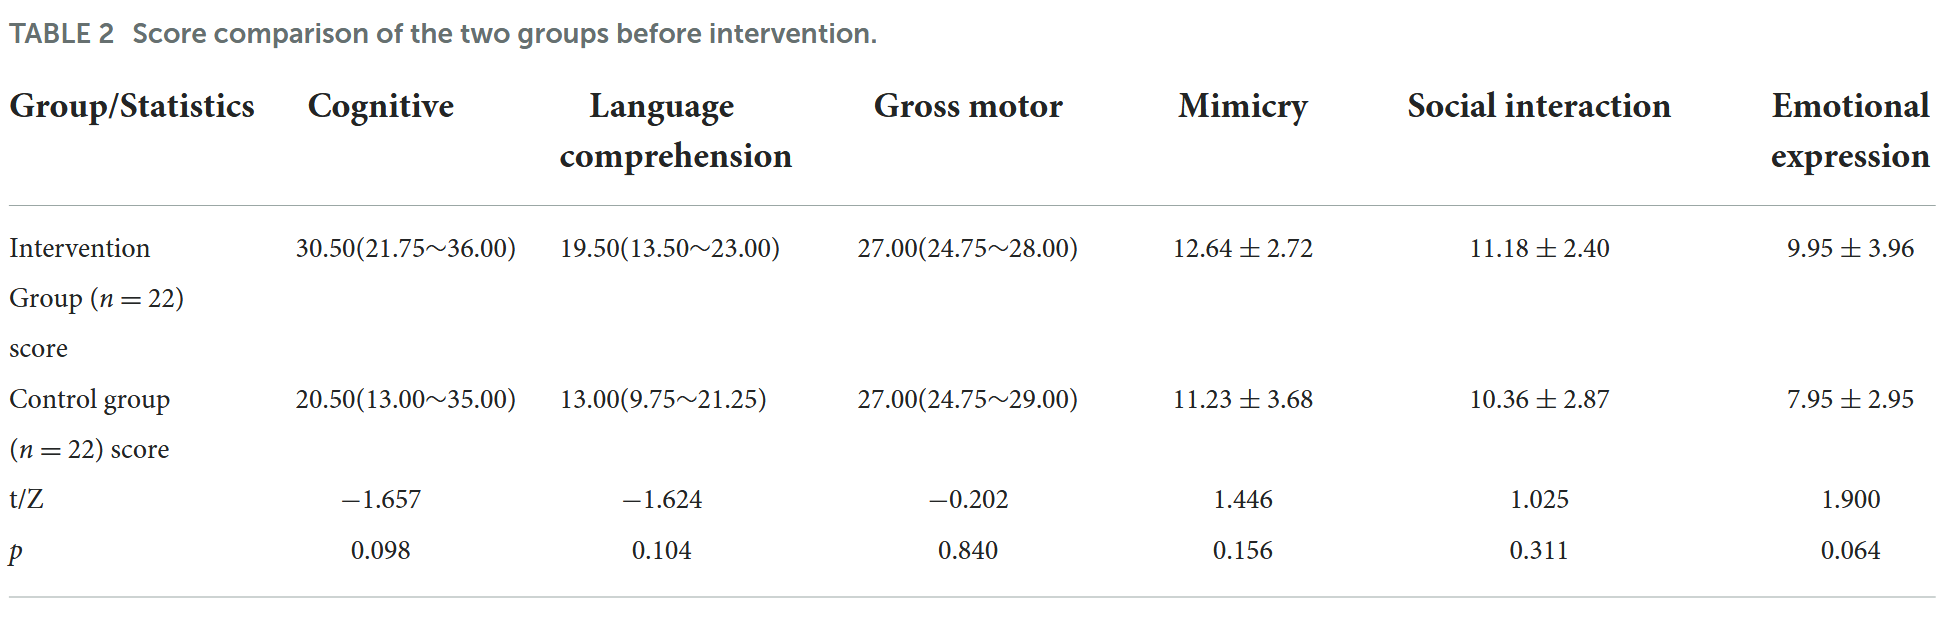 TABLE 2 Score comparison of the two groups before intervention.
Group/Statistics Cognitive Language comprehension Gross motor Mimicry Social interaction Emotional expression
Intervention Group (n = 22) score 30.50(21.75∼36.00) 19.50(13.50∼23.00) 27.00(24.75∼28.00) 12.64 ± 2.72 11.18 ± 2.40 9.95 ± 3.96
Control group (n = 22) score 20.50(13.00∼35.00) 13.00(9.75∼21.25) 27.00(24.75∼29.00) 11.23 ± 3.68 10.36 ± 2.87 7.95 ± 2.95
t/Z −1.657 −1.624 −0.202 1.446 1.025 1.900
p 0.098 0.104 0.840 0.156 0.311 0.064